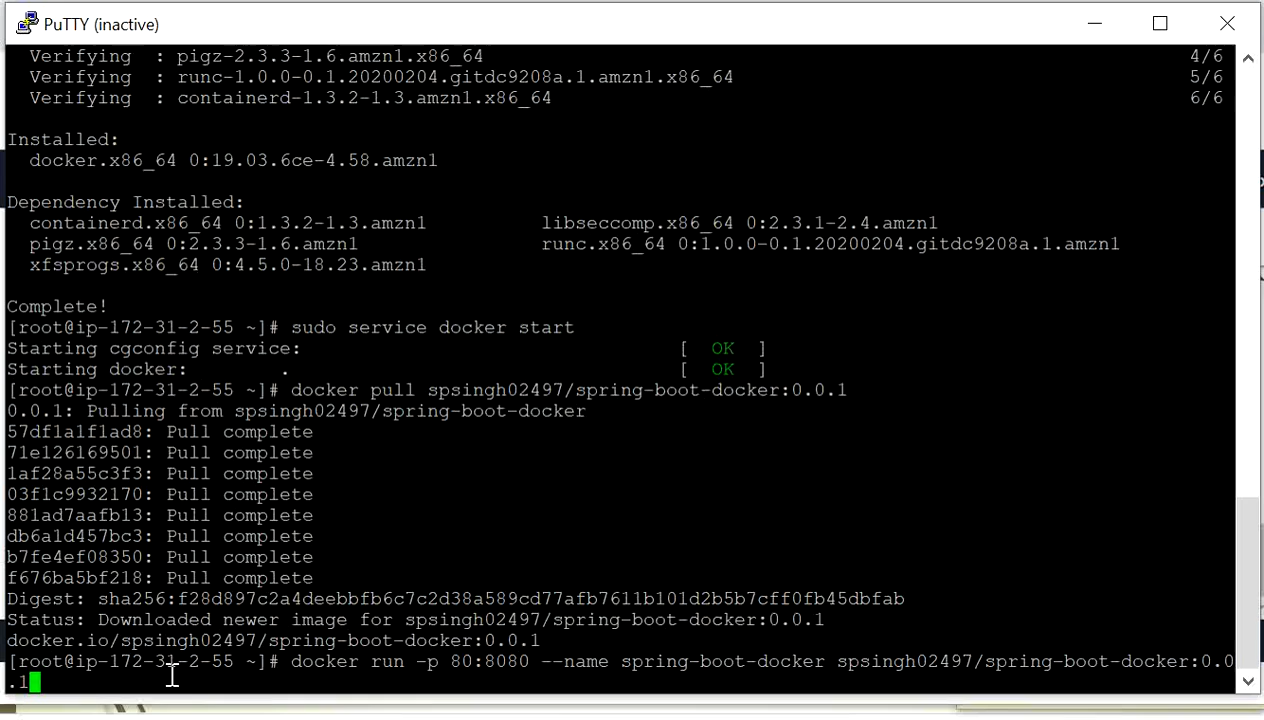 PuTTY (inactive)
Verifying : pigz-2.3.3-1.6.amzn1.x86_64 4/6
Verifying : runc-1.0.0-0.1.20200204.gitdc9208a.1.amzn1.x86_64 5/6
Verifying : containerd-1.3.2-1.3.amzn1.x86_64 6/6
Installed:
docker.x86_64 0:19.03.6ce-4.58.amzn1
Dependency Installed:
containerd.x86_64 0:1.3.2-1.3.amzn1 libseccomp.x86_64 0:2.3.1-2.4.amzn1
pigz.x86_64 0:2.3.3-1.6.amzn1 runc.x86_64 0:1.0.0-0.1.20200204.gitdc9208a.1.amzn1
xfsprogs.x86_64 0:4.5.0-18.23.amzn1
Complete!
[root@ip-172-31-2-55 ~]# sudo service docker start
Starting cgconfig service: [ OK ]
Starting docker: . [ OK ]
[root@ip-172-31-2-55 ~]# docker pull spsingh02497/spring-boot-docker:0.0.1
0.0.1: Pulling from spsingh02497/spring-boot-docker
57df1a1f1ad8: Pull complete
71e126169501: Pull complete
1af28a55c3f3: Pull complete
03f1c9932170: Pull complete
881ad7aafb13: Pull complete
db6a1d457bc3: Pull complete
b7fe4ef08350: Pull complete
f676ba5bf218: Pull complete
Digest: sha256:f28d897c2a4deebbfb6c7c2d38a589cd77afb7611b101d2b5b7cff0fb45dbfab
Status: Downloaded newer image for spsingh02497/spring-boot-docker:0.0.1
docker.io/spsingh02497/spring-boot-docker:0.0.1
[root@ip-172-31-2-55 ~]# docker run -p 80:8080 --name spring-boot-docker spsingh02497/spring-boot-docker:0.0
.1